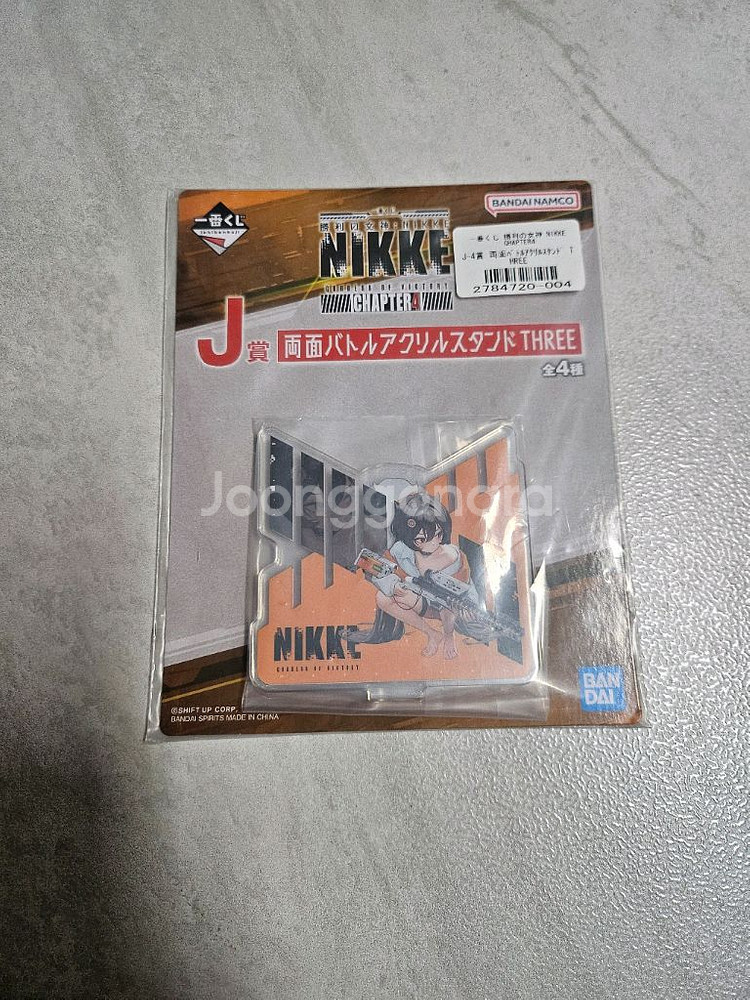 一番くじ
BANDAI NAMCO
勝利の女神 NIKKE
NIKKE
GODDESS OF VICTORY
CHAPTER4
一番くじ 勝利の女神 NIKKE
CHAPTER4
J-4賞 両面バトルアクリルスタンド T
HREE
2784720-004
J賞 両面バトルアクリルスタンド THREE
全4種
Joonggonara
NIKKE
GODDESS OF VICTORY
©SHIFT UP CORP.
BANDAI SPIRITS MADE IN CHINA
BAN
DAI